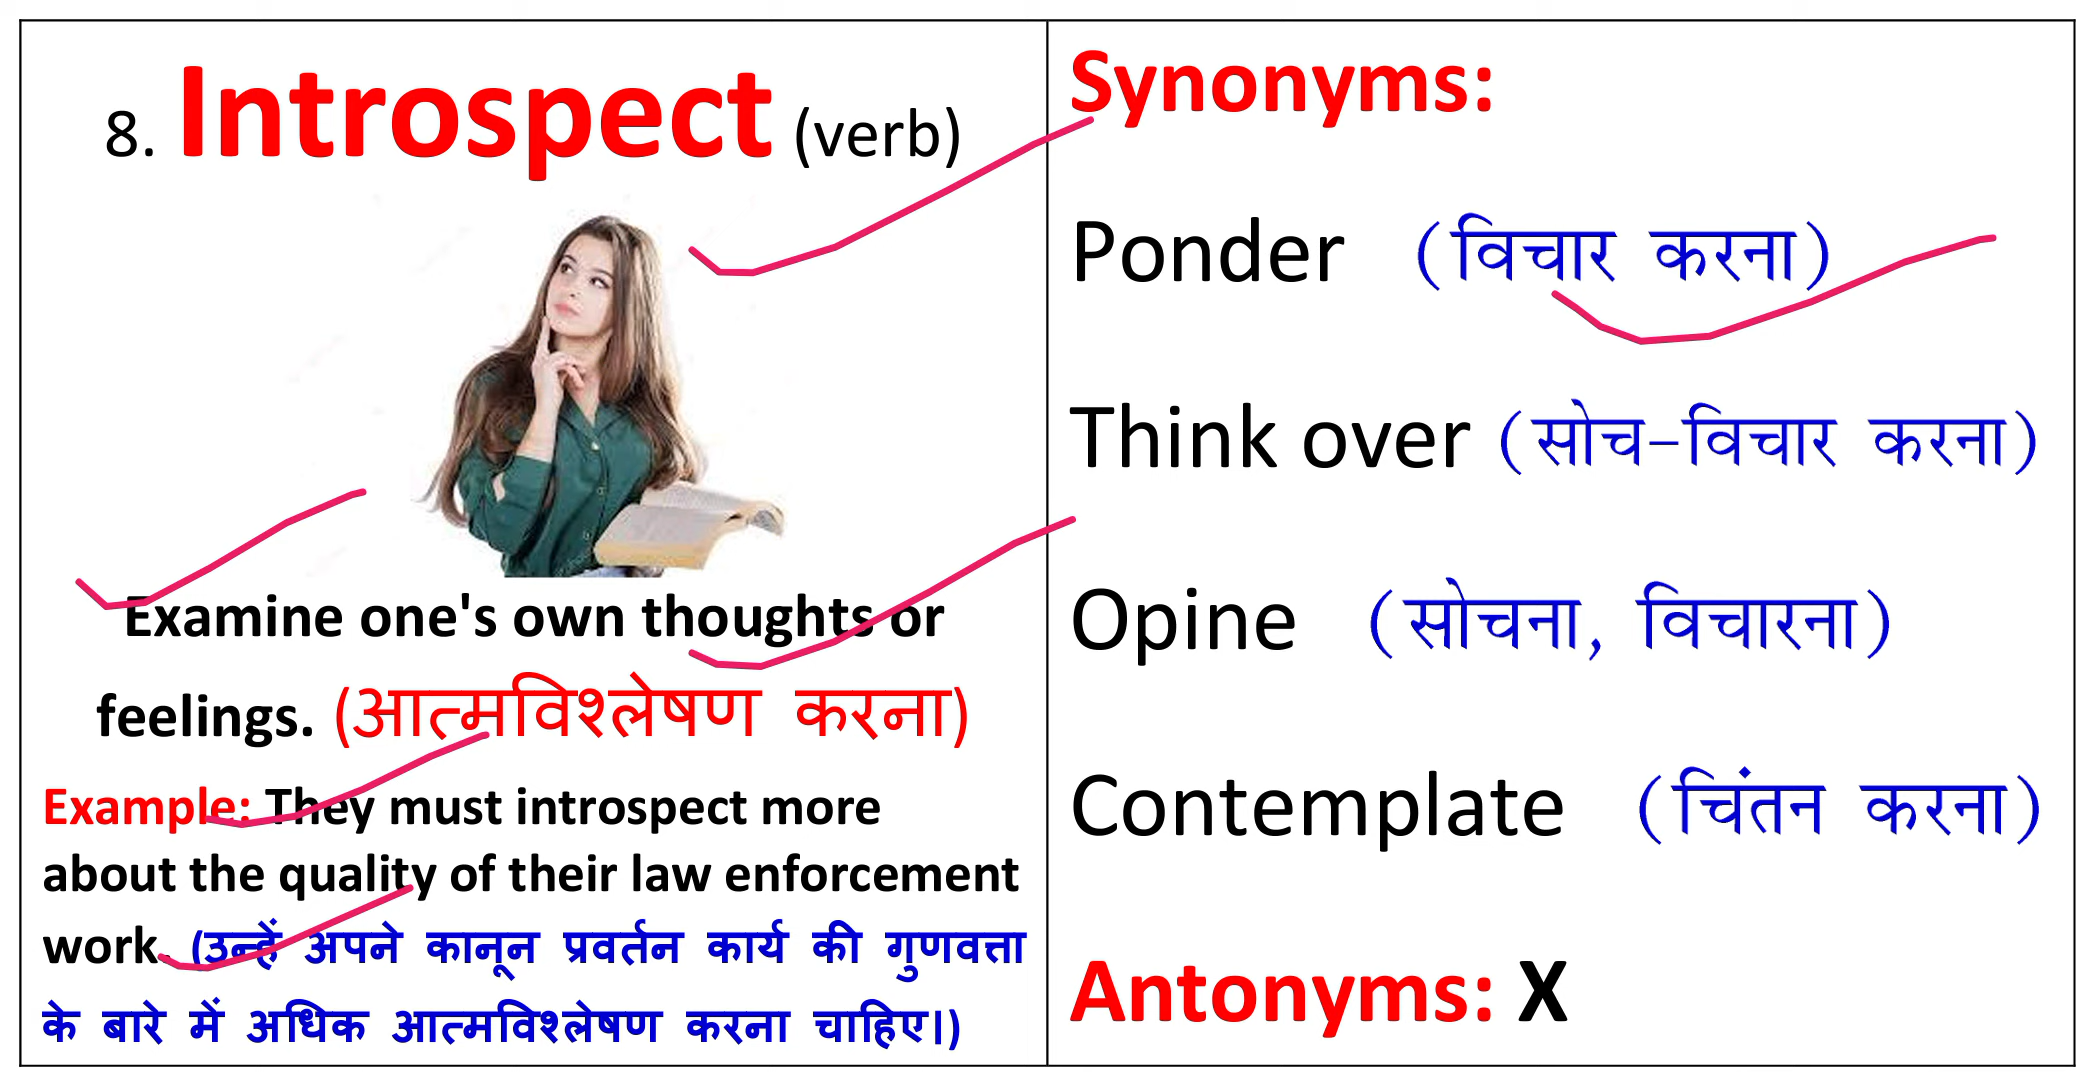 8. Introspect (verb)
Examine one's own thoughts or
feelings. (आत्मविश्लेषण करना)
Example: They must introspect more
about the quality of their law enforcement
work. (उन्हें अपने कानून प्रवर्तन कार्य की गुणवत्ता
के बारे में अधिक आत्मविश्लेषण करना चाहिए।)
Synonyms:
Ponder (विचार करना)
Think over (सोच-विचार करना)
Opine (सोचना, विचारना)
Contemplate (चिंतन करना)
Antonyms: X